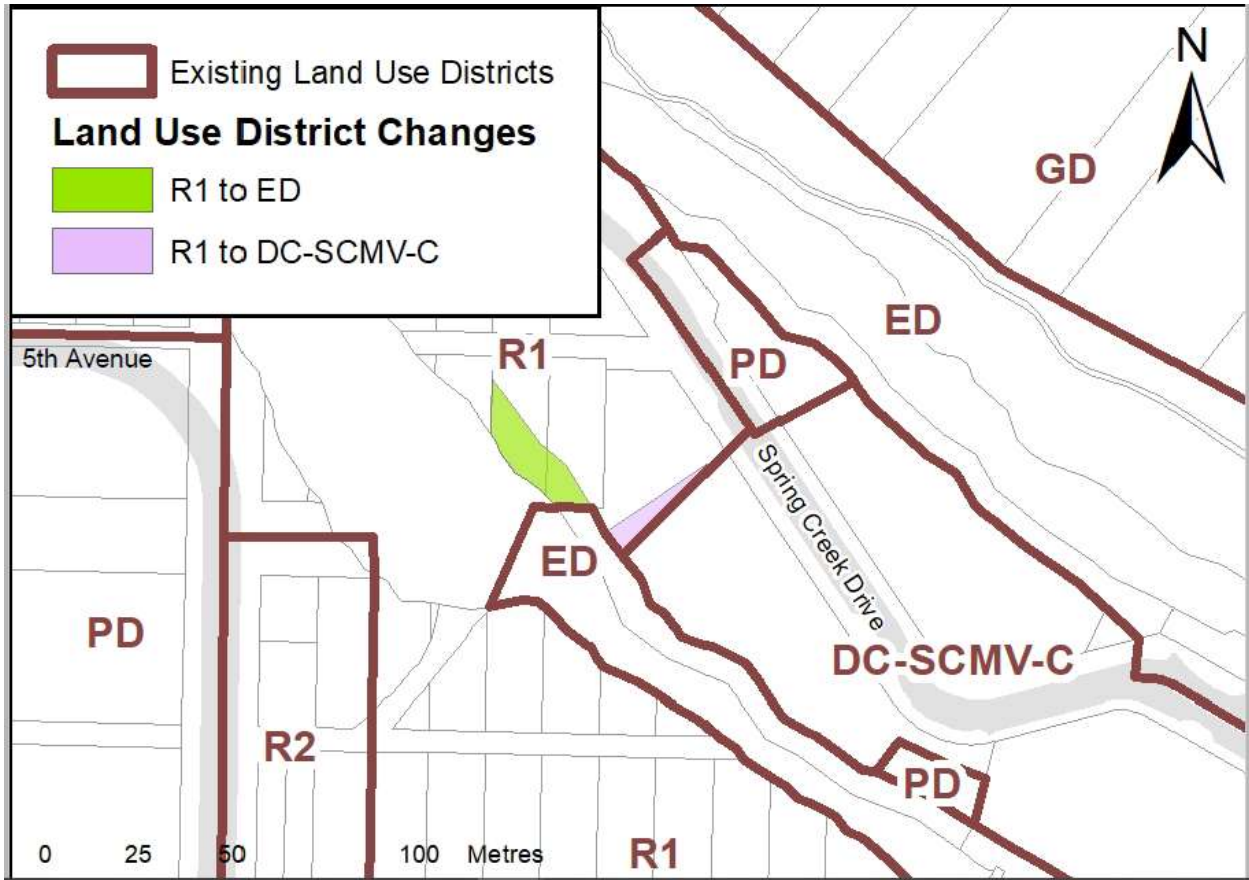 Existing Land Use Districts
Land Use District Changes
R1 to ED
R1 to DC-SCMV-C
N
GD
ED
5th Avenue
R1
PD
Spring Creek Drive
ED
PD
DC-SCMV-C
R2
PD
R1
0 25 50 100 Metres